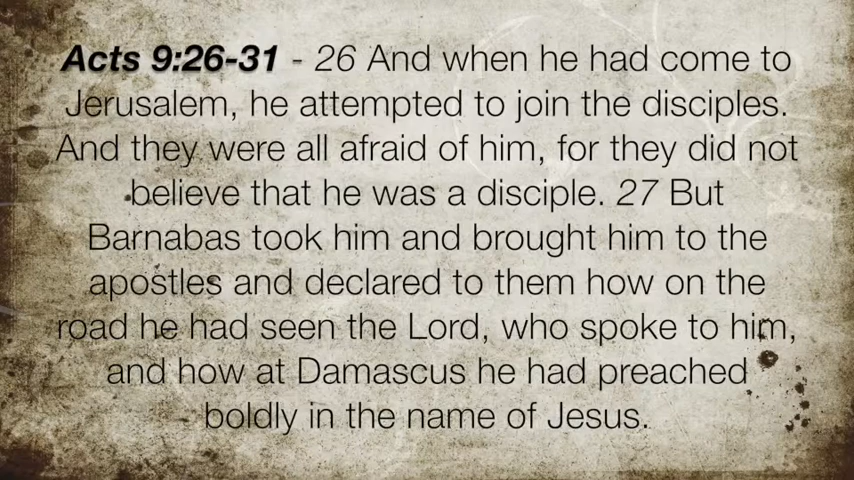 Acts 9:26-31 - 26 And when he had come to
Jerusalem, he attempted to join the disciples.
And they were all afraid of him, for they did not
believe that he was a disciple. 27 But
Barnabas took him and brought him to the
apostles and declared to them how on the
road he had seen the Lord, who spoke to him,
and how at Damascus he had preached
boldly in the name of Jesus.